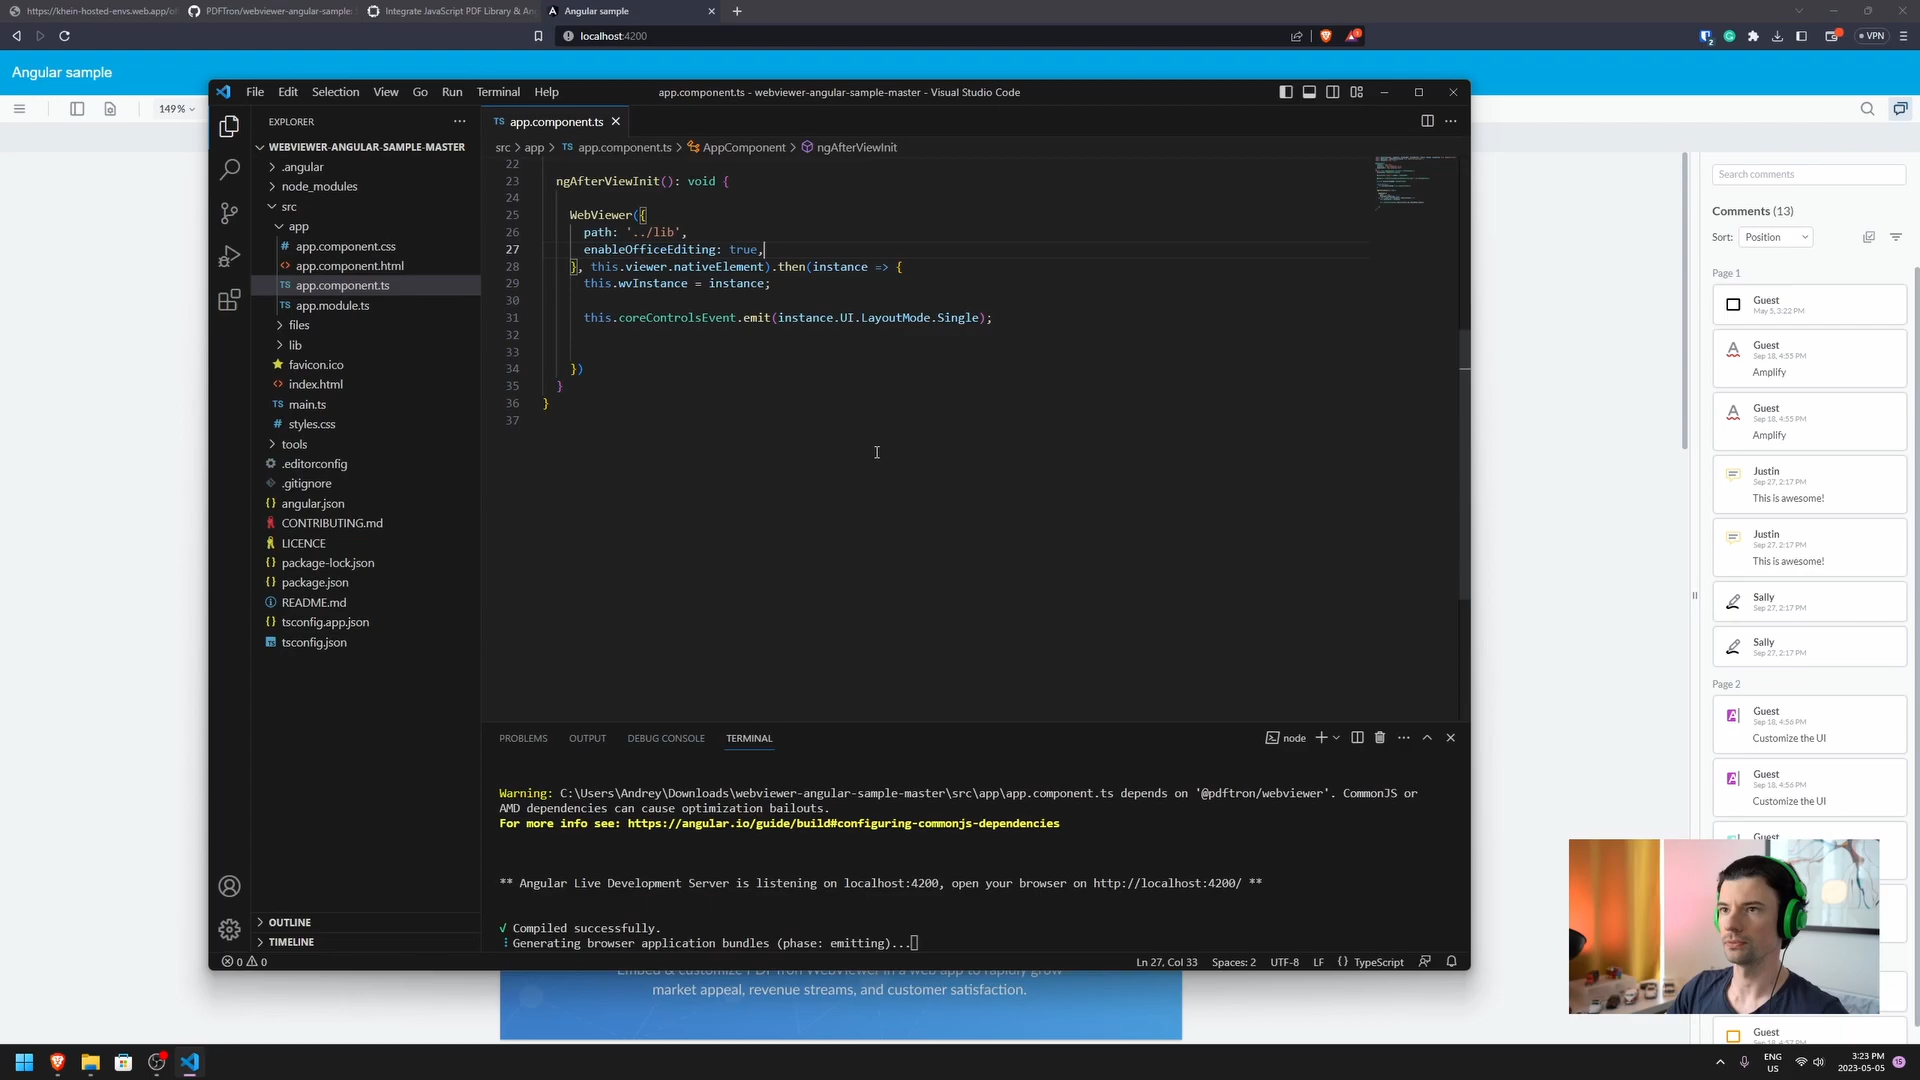 https://khein-hosted-envs.web.app/of
PDFTron/webviewer-angular-sample:
Integrate JavaScript PDF Library & An
Angular sample
localhost:4200
VPN
Angular sample
149%
File Edit Selection View Go Run Terminal Help
app.component.ts - webviewer-angular-sample-master - Visual Studio Code
EXPLORER
WEBVIEWER-ANGULAR-SAMPLE-MASTER
.angular
node_modules
src
app
# app.component.css
<> app.component.html
TS app.component.ts
TS app.module.ts
files
lib
favicon.ico
<> index.html
TS main.ts
# styles.css
tools
.editorconfig
.gitignore
{} angular.json
CONTRIBUTING.md
LICENCE
{} package-lock.json
{} package.json
README.md
{} tsconfig.app.json
tsconfig.json
OUTLINE
TIMELINE
TS app.component.ts
src > app > TS app.component.ts > AppComponent > ngAfterViewInit
22
23 ngAfterViewInit(): void {
24
25 WebViewer({
26 path: '../lib',
27 enableOfficeEditing: true,
28 }, this.viewer.nativeElement).then(instance => {
29 this.wvInstance = instance;
30
31 this.coreControlsEvent.emit(instance.UI.LayoutMode.Single);
32
33
34 })
35 }
36 }
37
PROBLEMS OUTPUT DEBUG CONSOLE TERMINAL
node
Warning: C:\Users\Andrey\Downloads\webviewer-angular-sample-master\src\app\app.component.ts depends on '@pdftron/webviewer'. CommonJS or
AMD dependencies can cause optimization bailouts.
For more info see: https://angular.io/guide/build#configuring-commonjs-dependencies
** Angular Live Development Server is listening on localhost:4200, open your browser on http://localhost:4200/ **
√ Compiled successfully.
Generating browser application bundles (phase: emitting)...
0 0
Ln 27, Col 33 Spaces: 2 UTF-8 LF {} TypeScript
Embed & customize PDFTron WebViewer in a web app to rapidly grow
market appeal, revenue streams, and customer satisfaction.
Search comments
Comments (13)
Sort: Position
Page 1
Guest
May 5, 3:22 PM
Guest
Sep 18, 4:55 PM
Amplify
Guest
Sep 18, 4:55 PM
Amplify
Justin
Sep 27, 2:17 PM
This is awesome!
Justin
Sep 27, 2:17 PM
This is awesome!
Sally
Sep 27, 2:17 PM
Sally
Sep 27, 2:17 PM
Page 2
Guest
Sep 18, 4:56 PM
Customize the UI
Guest
Sep 18, 4:56 PM
Customize the UI
Guest
Guest
Sep 18, 4:57 PM
ENG
US
3:23 PM
2023-05-05
15